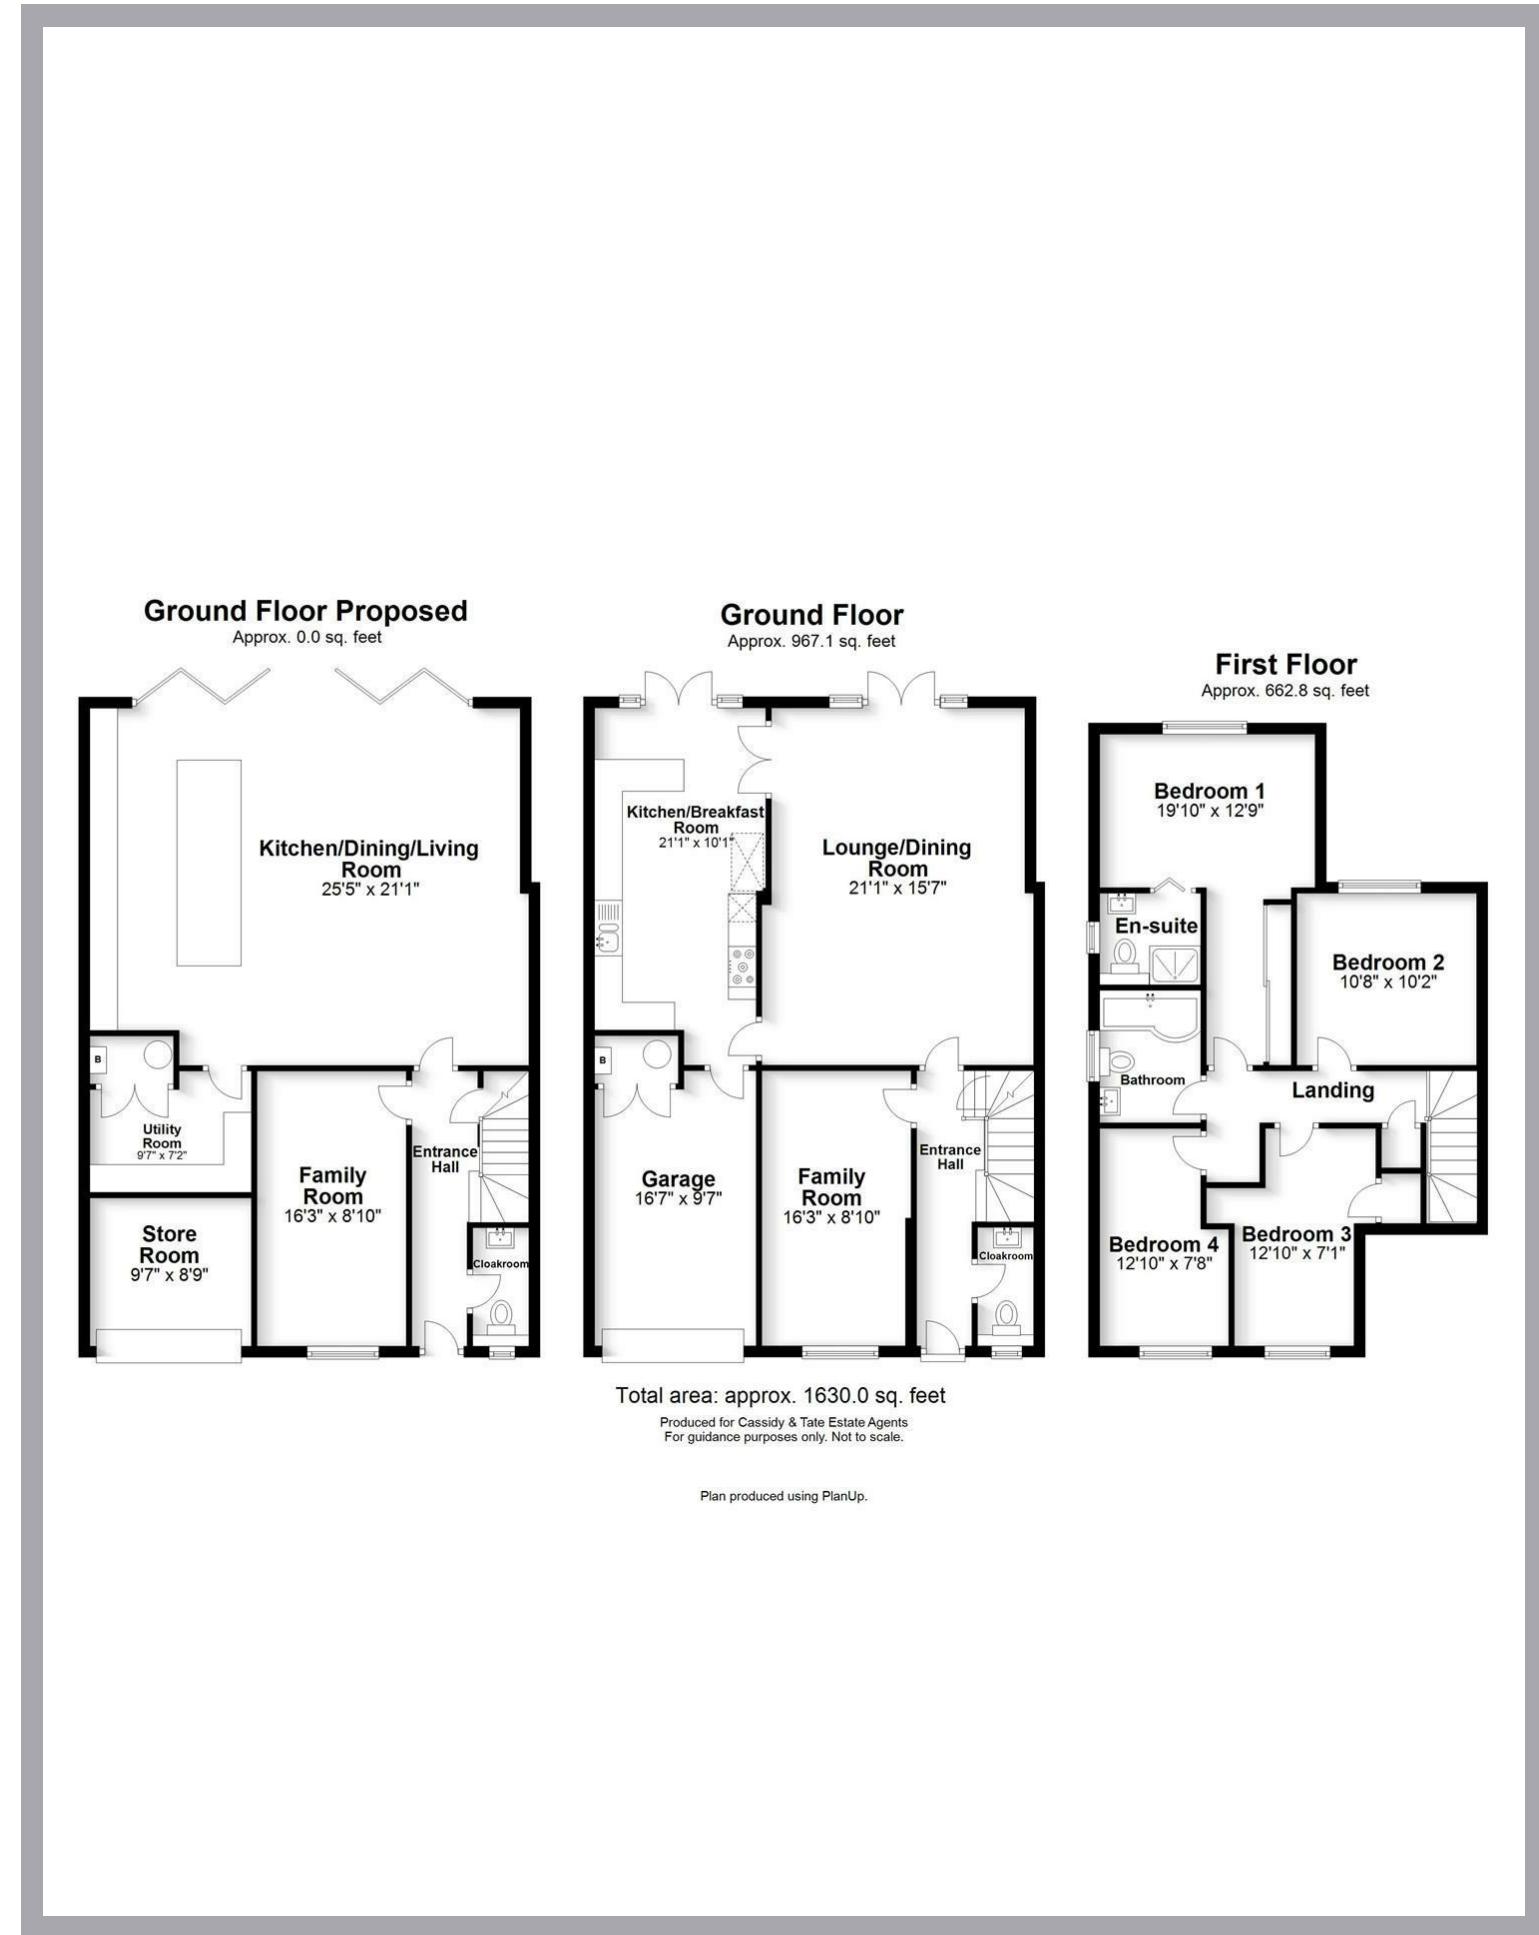 Ground Floor Proposed
Approx. 0.0 sq. feet
Kitchen/Dining/Living
Room
25'5" x 21'1"
B
Utility
Room
9'7" x 7'2"
Family
Room
16'3" x 8'10"
Entrance
Hall
Store
Room
9'7" x 8'9"
Cloakroom
Ground Floor
Approx. 967.1 sq. feet
Kitchen/Breakfast
Room
21'1" x 10'1"
Lounge/Dining
Room
21'1" x 15'7"
B
Garage
16'7" x 9'7"
Family
Room
16'3" x 8'10"
Entrance
Hall
Cloakroom
First Floor
Approx. 662.8 sq. feet
Bedroom 1
19'10" x 12'9"
En-suite
Bedroom 2
10'8" x 10'2"
Bathroom
Landing
Bedroom 4
12'10" x 7'8"
Bedroom 3
12'10" x 7'1"
Total area: approx. 1630.0 sq. feet
Produced for Cassidy & Tate Estate Agents
For guidance purposes only. Not to scale.
Plan produced using PlanUp.